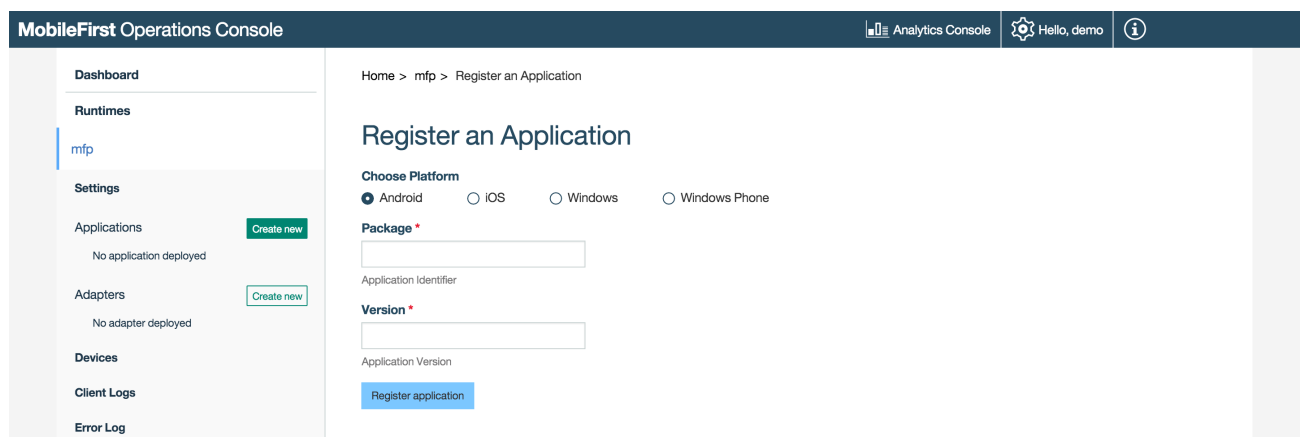 MobileFirst Operations Console
Analytics Console
Hello, demo
Dashboard
Runtimes
mfp
Settings
Applications
Create new
No application deployed
Adapters
Create new
No adapter deployed
Devices
Client Logs
Error Log
Home > mfp > Register an Application
Register an Application
Choose Platform
Android iOS Windows Windows Phone
Package *
Application Identifier
Version *
Application Version
Register application